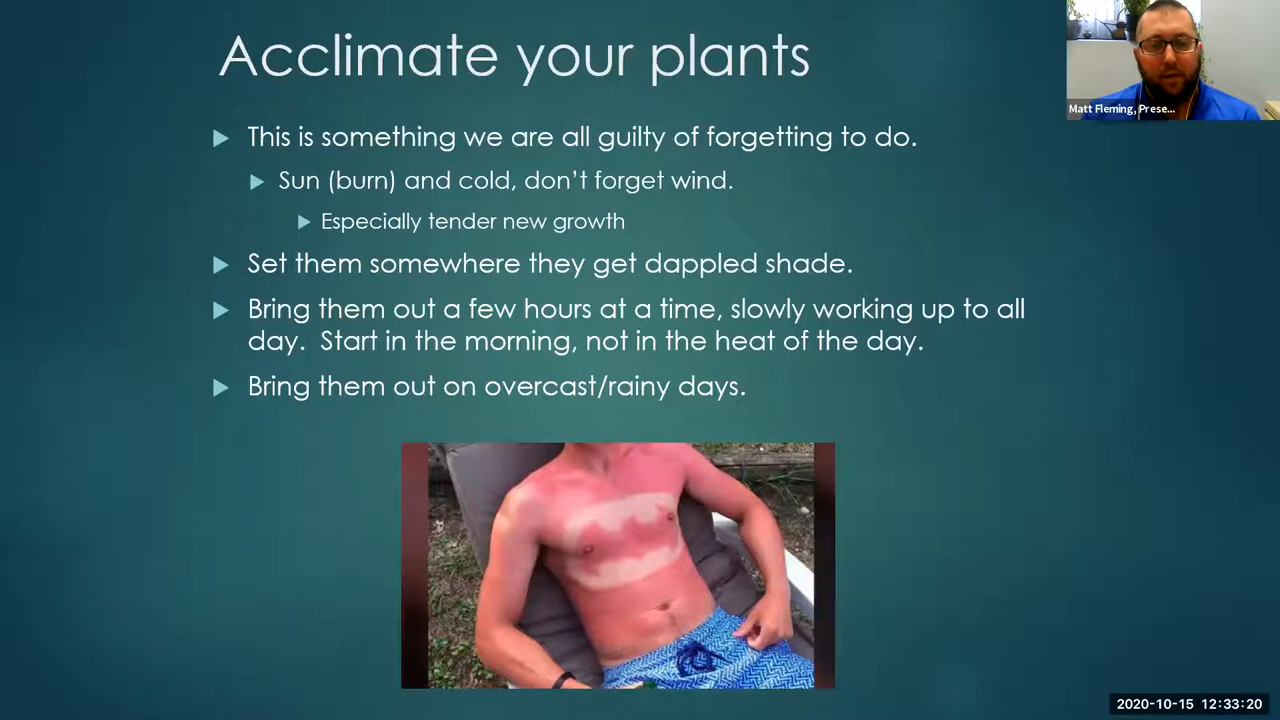 Acclimate your plants
This is something we are all guilty of forgetting to do.
Sun (burn) and cold, don't forget wind.
Especially tender new growth
Set them somewhere they get dappled shade.
Bring them out a few hours at a time, slowly working up to all
day.  Start in the morning, not in the heat of the day.
Bring them out on overcast/rainy days.
Matt Fleming, Prese...
2020-10-15 12:33:20